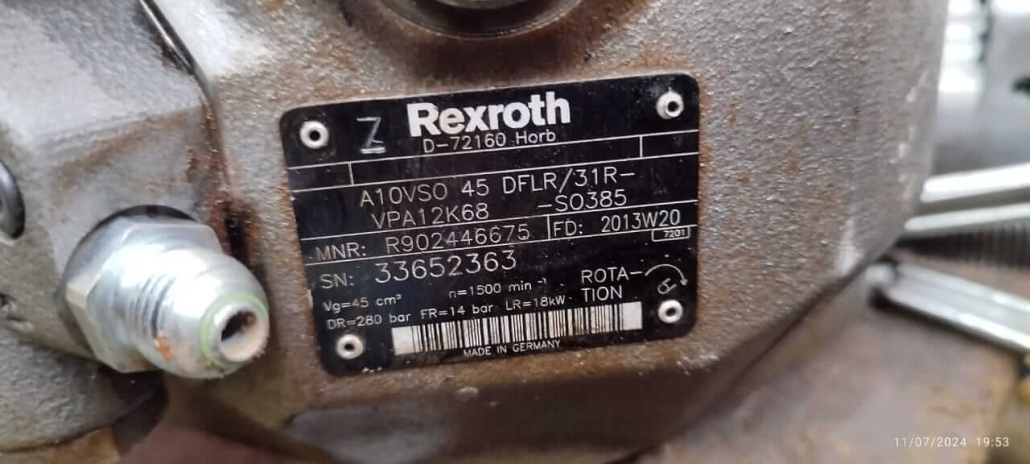 Z Rexroth
D-72160 Horb
A10VSO 45 DFLR/31R-
VPA12K68 -SO385
MNR: R902446675 FD: 2013W20
7201
SN: 33652363
Vg=45 cm³ n=1500 min⁻¹ ROTA-
DR=280 bar FR=14 bar LR=18kW TION
MADE IN GERMANY
11/07/2024 19:53